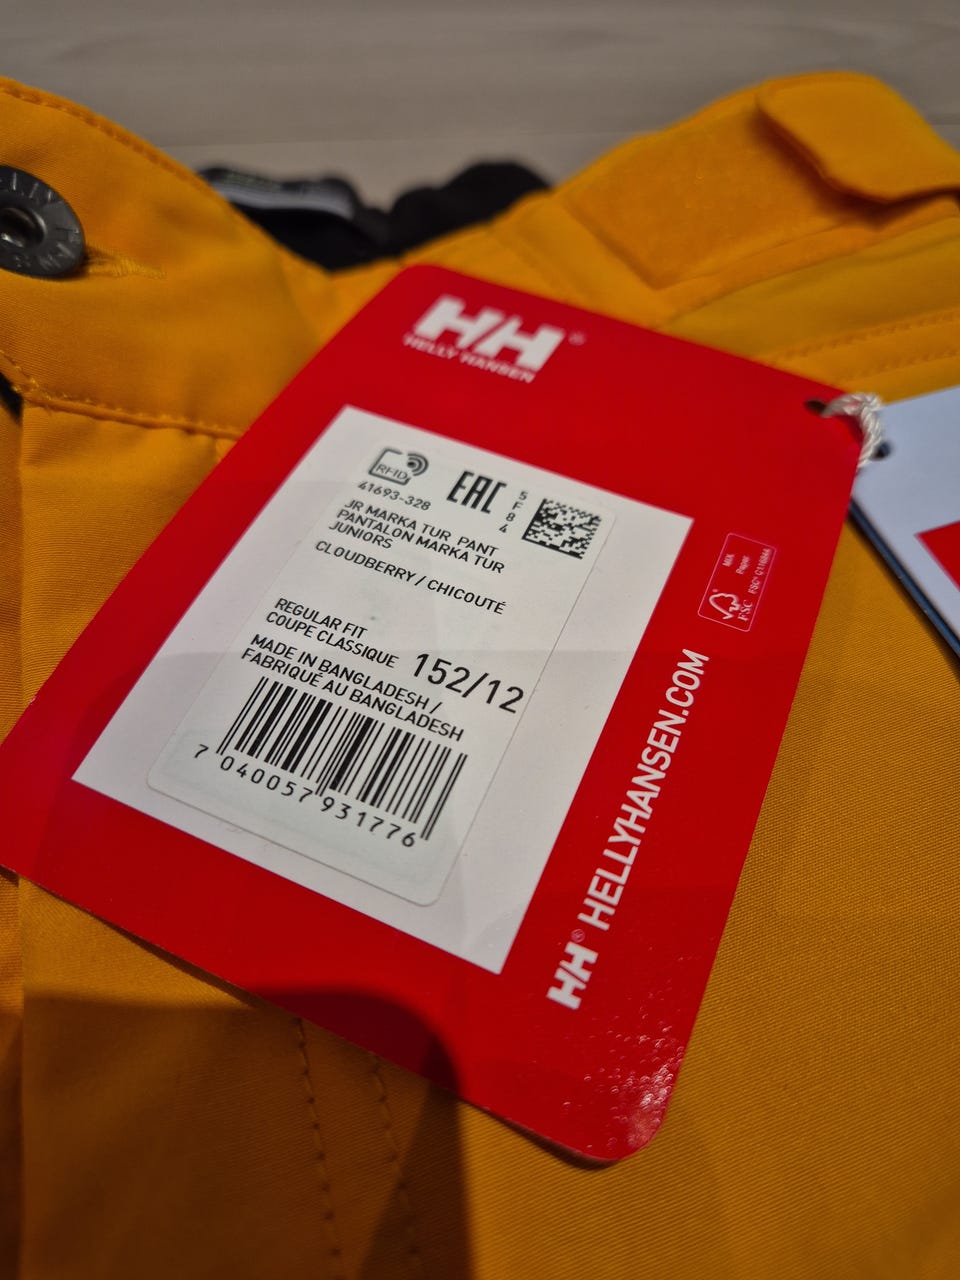 HH®
HELLY HANSEN
RFID
41693-328
EAC
5F84
JR MARKA TUR PANT
PANTALON MARKA TUR
JUNIORS
CLOUDBERRY / CHICOUTÉ
REGULAR FIT
COUPE CLASSIQUE
152/12
MADE IN BANGLADESH /
FABRIQUÉ AU BANGLADESH
7 040057 931776
MIX
Paper
FSC
HH® HELLYHANSEN.COM